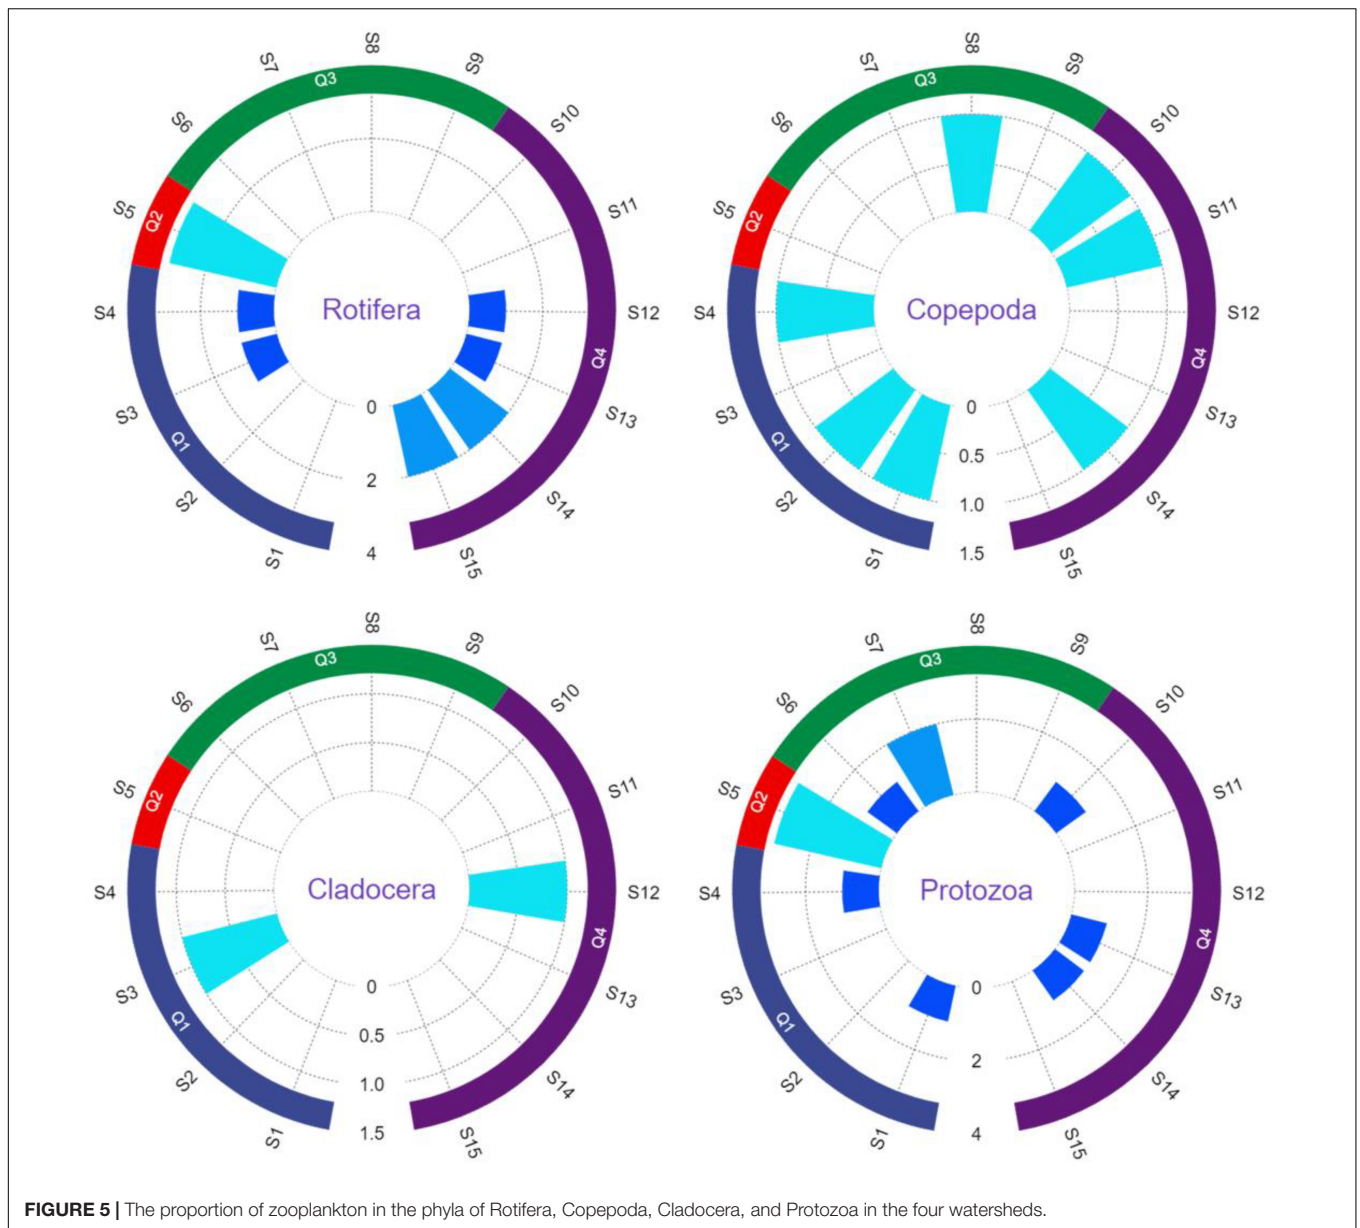 S8
S7
S9
Q3
S6
S10
S5
Q2
S11
S4
Rotifera
S12
Q4
S3
Q1
S13
0
2
4
S2
S14
S1
S15
S8
S7
S9
Q3
S6
S10
S5
Q2
S11
S4
Copepoda
S12
Q4
S3
Q1
S13
0
0.5
1.0
1.5
S2
S14
S1
S15
S8
S7
S9
Q3
S6
S10
S5
Q2
S11
S4
Cladocera
S12
Q4
S3
Q1
S13
0
0.5
1.0
1.5
S2
S14
S1
S15
S8
S7
S9
Q3
S6
S10
S5
Q2
S11
S4
Protozoa
S12
Q4
S3
Q1
S13
0
2
4
S2
S14
S1
S15
FIGURE 5 | The proportion of zooplankton in the phyla of Rotifera, Copepoda, Cladocera, and Protozoa in the four watersheds.